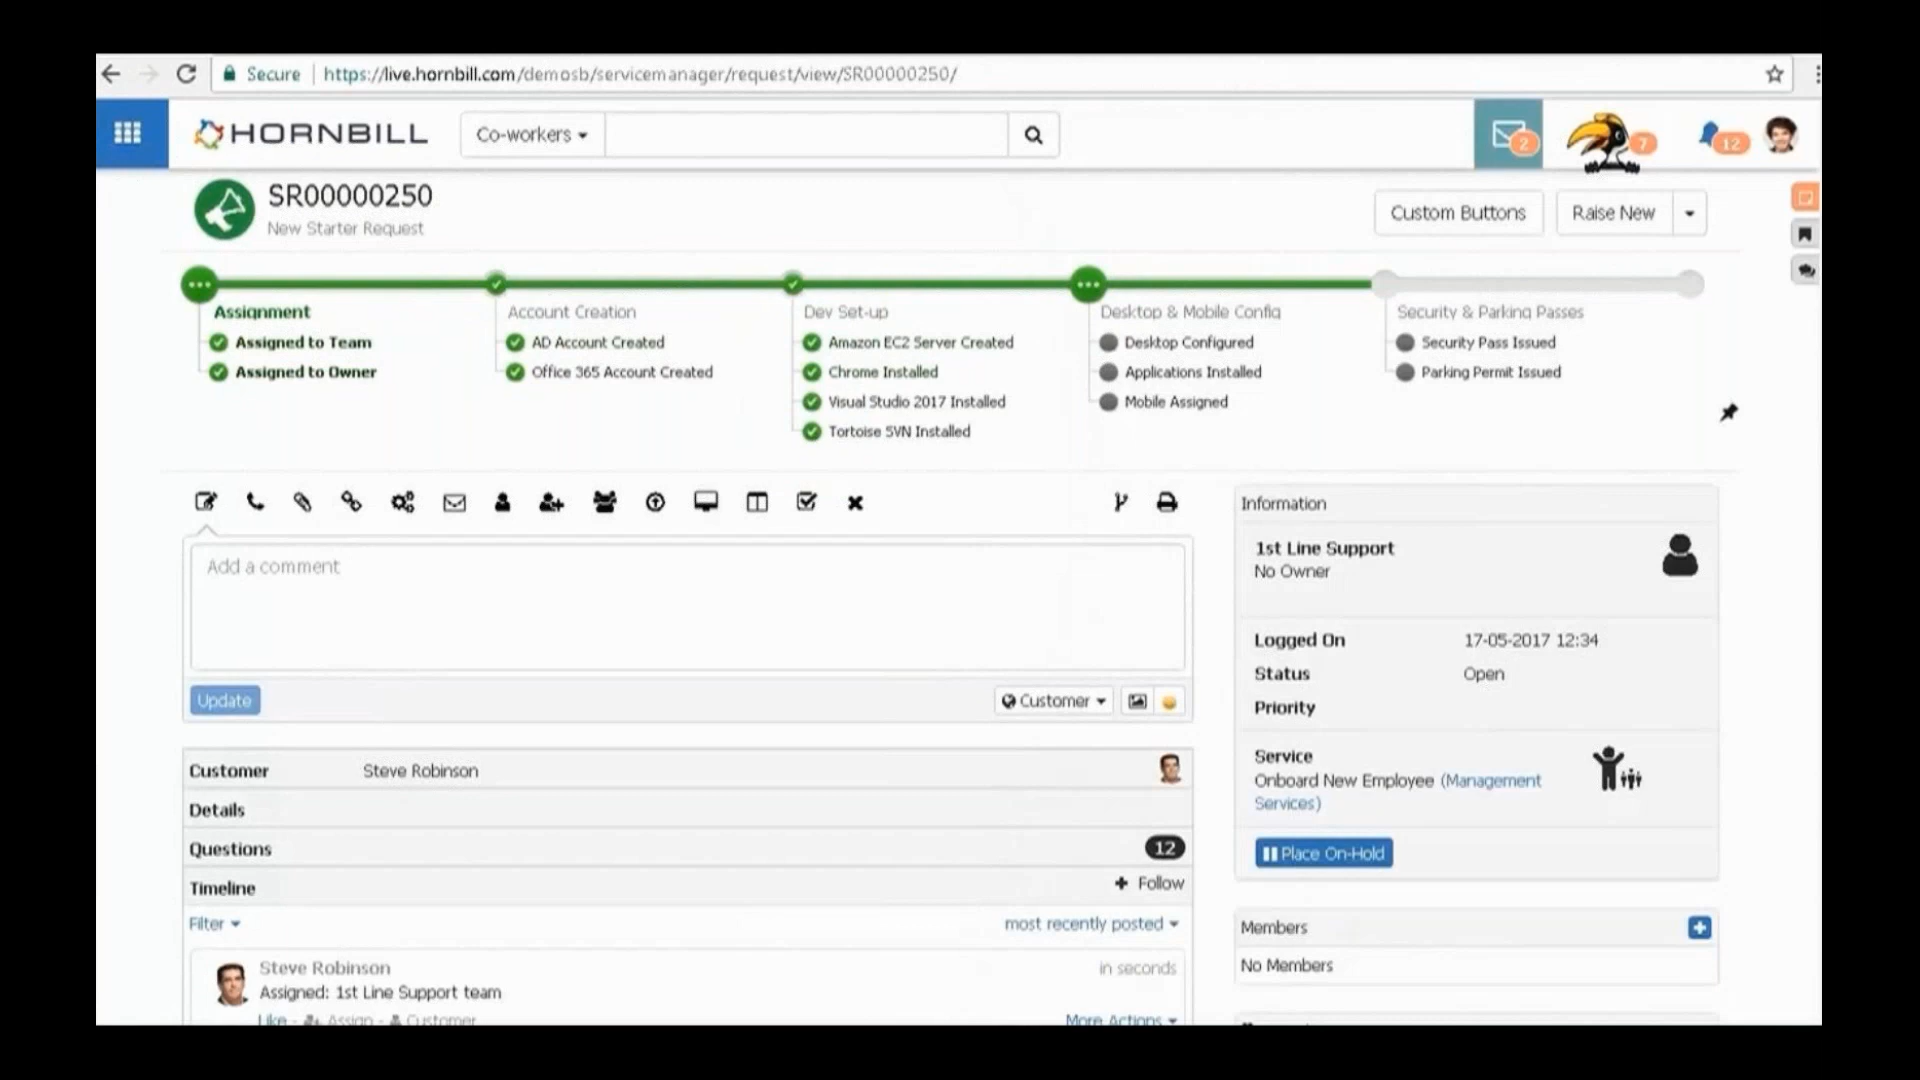 Secure https://live.hornbill.com/demosb/servicemanager/request/view/SR00000250/
HORNBILL
Co-workers
2
7
12
SR00000250
New Starter Request
Custom Buttons
Raise New
Assignment
Assigned to Team
Assigned to Owner
Account Creation
AD Account Created
Office 365 Account Created
Dev Set-up
Amazon EC2 Server Created
Chrome Installed
Visual Studio 2017 Installed
Tortoise SVN Installed
Desktop & Mobile Config
Desktop Configured
Applications Installed
Mobile Assigned
Security & Parking Passes
Security Pass Issued
Parking Permit Issued
Add a comment
Update
Customer
Customer Steve Robinson
Details
Questions 12
Timeline
Follow
Filter
most recently posted
Steve Robinson
in seconds
Assigned: 1st Line Support team
Like - Assign - Customer
More Actions
Information
1st Line Support
No Owner
Logged On 17-05-2017 12:34
Status Open
Priority
Service
Onboard New Employee (Management
Services)
Place On-Hold
Members
No Members